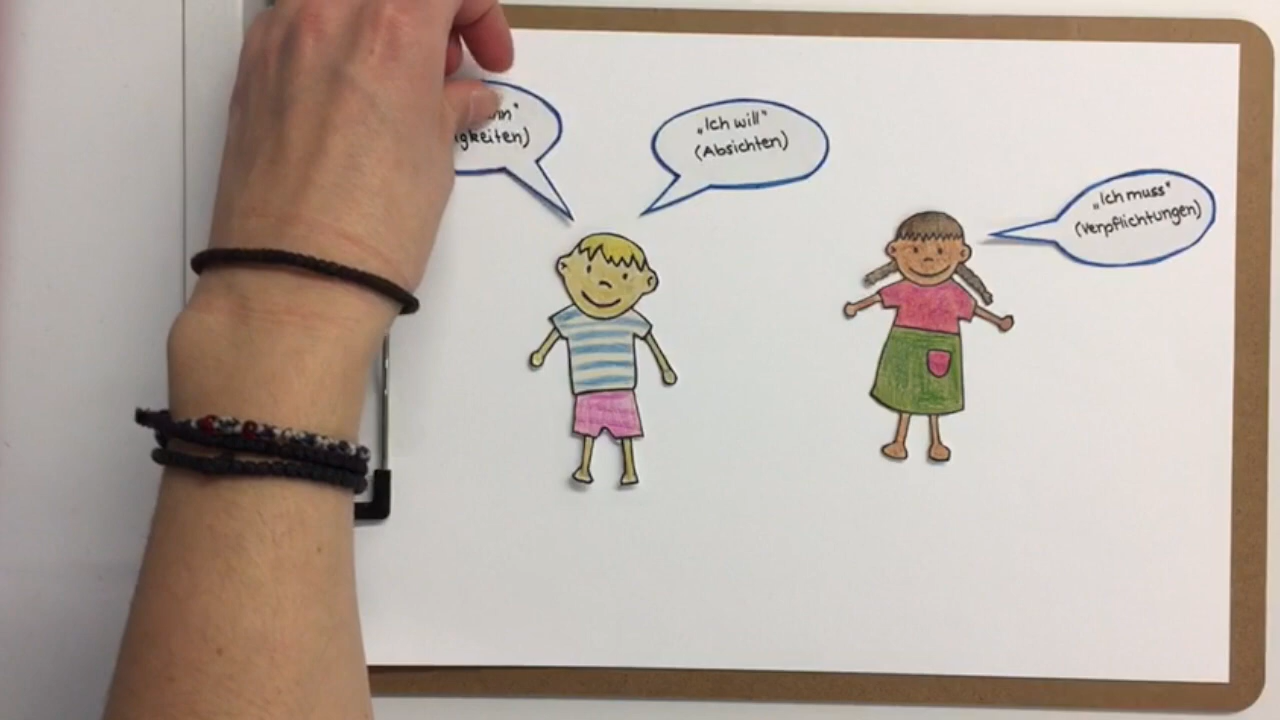 „Ich will"
(Absichten)
„Ich muss"
(Verpflichtungen)